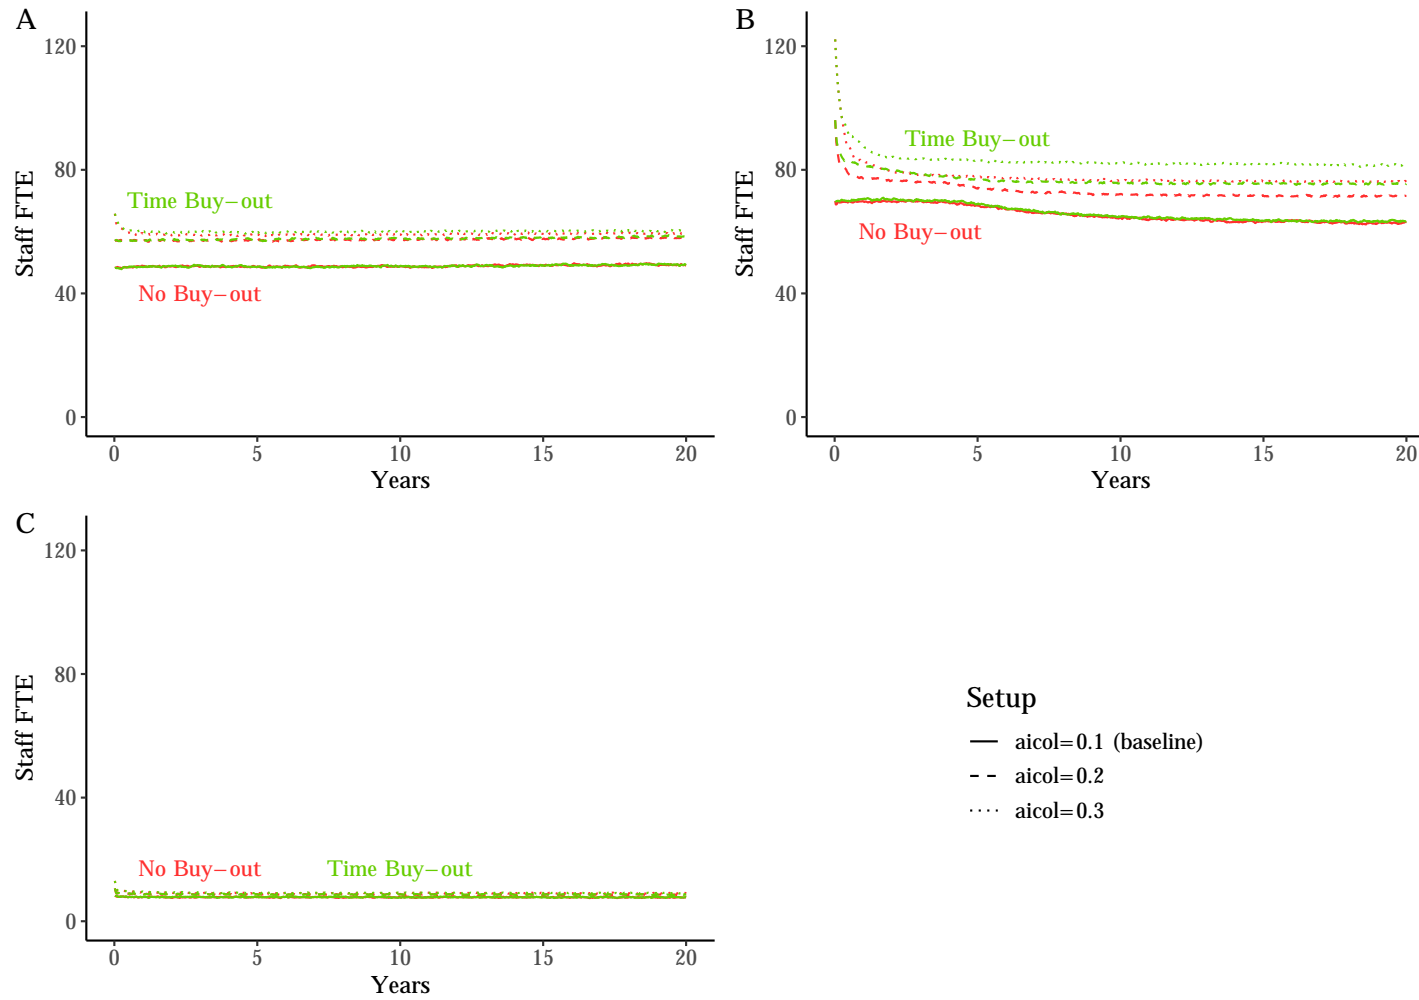 A
120
80
40
0
Staff FTE
Time Buy−out
No Buy−out
0 5 10 15 20
Years
B
120
80
40
0
Staff FTE
Time Buy−out
No Buy−out
0 5 10 15 20
Years
C
120
80
40
0
Staff FTE
No Buy−out Time Buy−out
0 5 10 15 20
Years
Setup
aicol=0.1 (baseline)
aicol=0.2
aicol=0.3